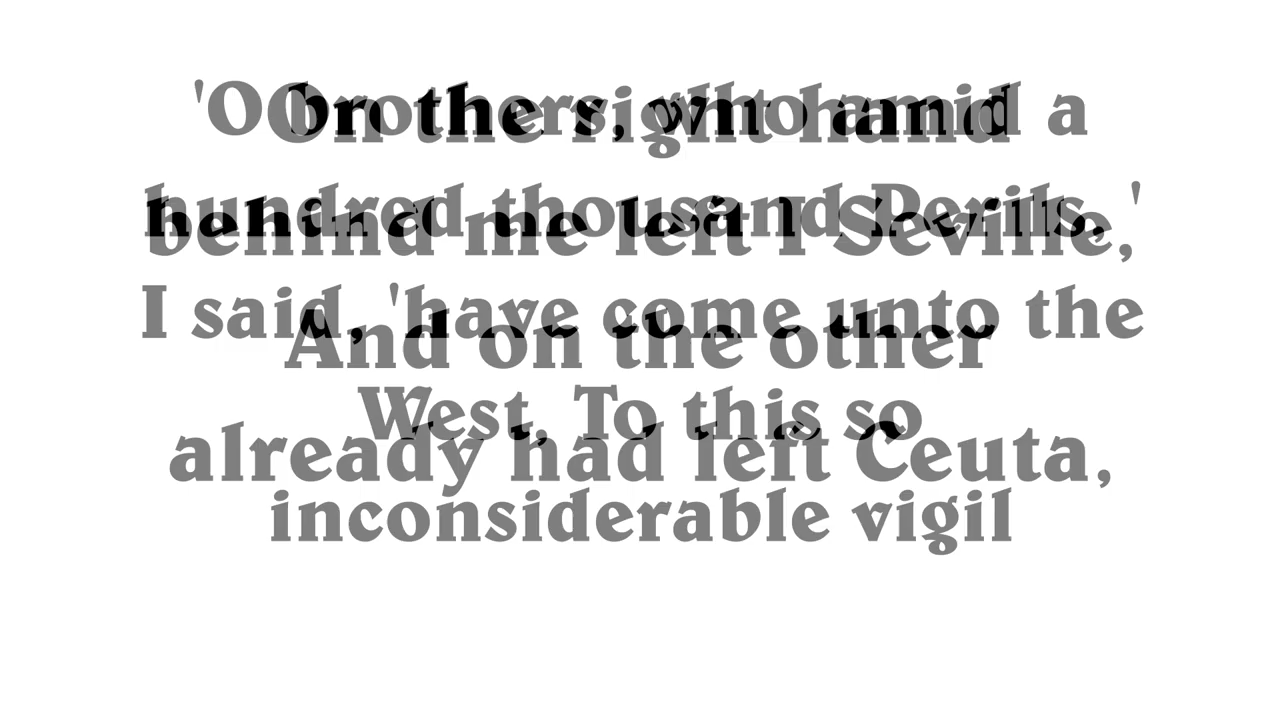 On the right hand
behind me left I Seville,
And on the other
already had left Ceuta,
'O brothers, who amid a
hundred thousand Perils,'
I said, 'have come unto the
West, To this so
inconsiderable vigil